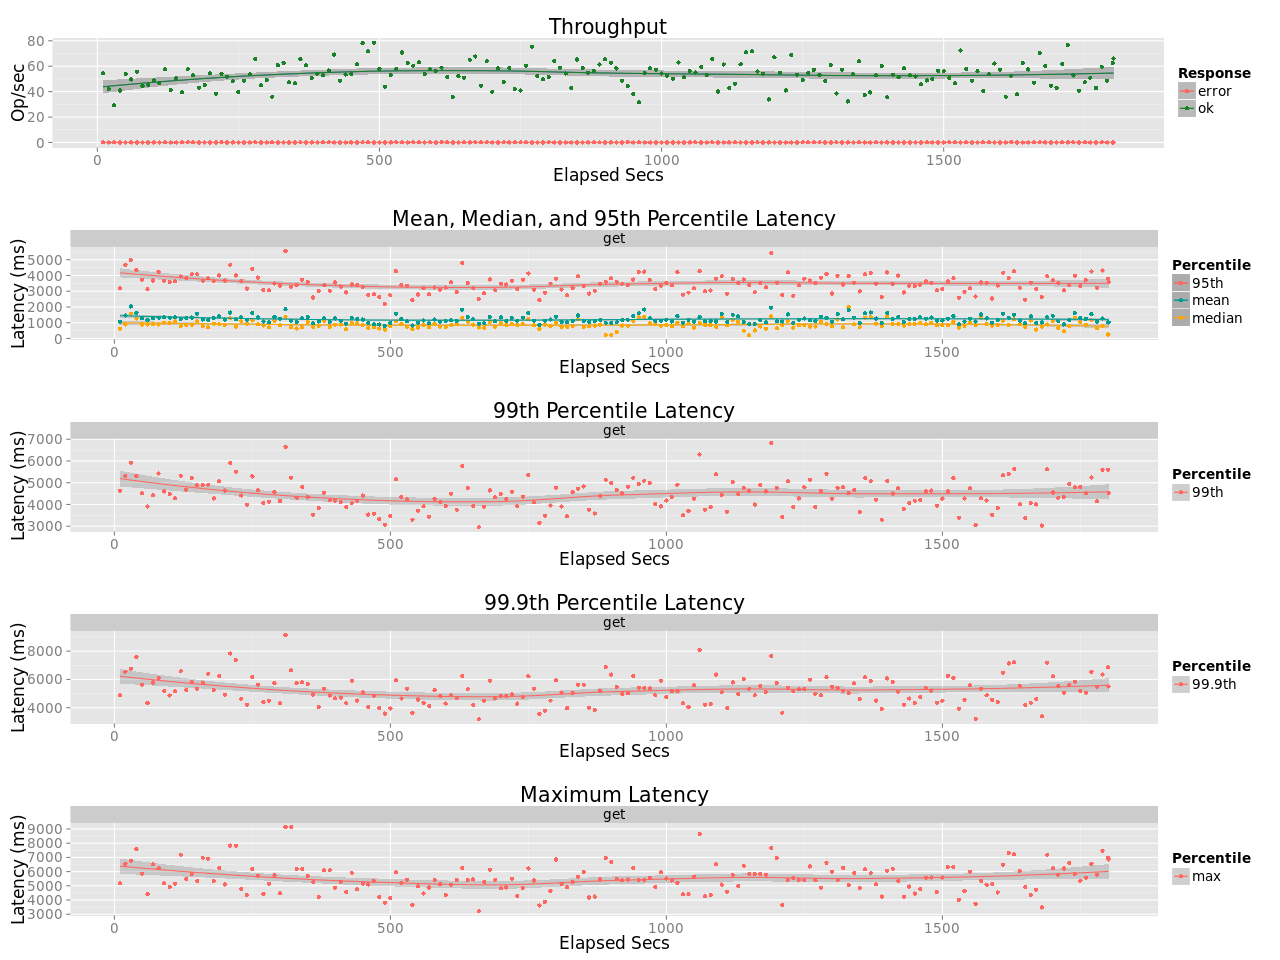 Throughput
80
60
40
20
0
Op/sec
0 500 1000 1500
Elapsed Secs
Response
error
ok
Mean, Median, and 95th Percentile Latency
get
5000
4000
3000
2000
1000
0
Latency (ms)
0 500 1000 1500
Elapsed Secs
Percentile
95th
mean
median
99th Percentile Latency
get
7000
6000
5000
4000
3000
Latency (ms)
0 500 1000 1500
Elapsed Secs
Percentile
99th
99.9th Percentile Latency
get
8000
6000
4000
Latency (ms)
0 500 1000 1500
Elapsed Secs
Percentile
99.9th
Maximum Latency
get
9000
8000
7000
6000
5000
4000
3000
Latency (ms)
0 500 1000 1500
Elapsed Secs
Percentile
max